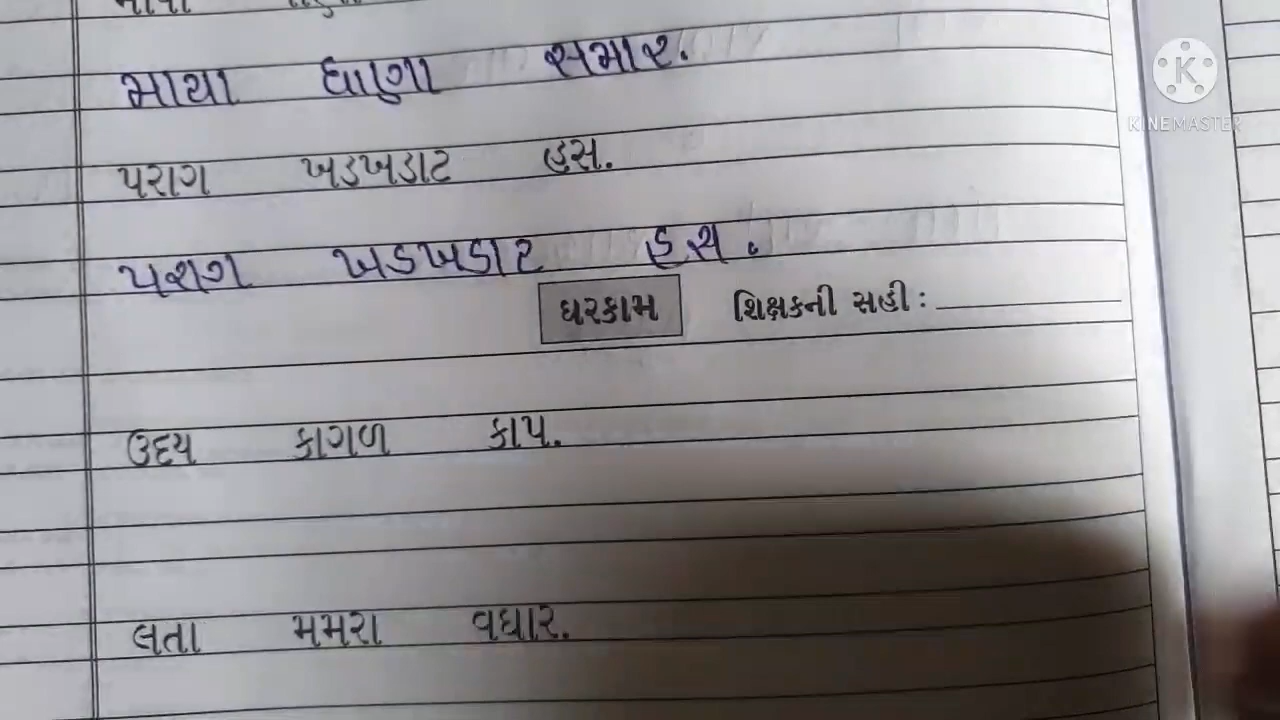 માયા ધાણા સમાર.
પરાગ ખડખડાટ હસ.
પરાગ ખડખડાટ હસ.
ઘરકામ શિક્ષકની સહી :
ઉદય કાગળ કાપ.
લતા મમરા વઘાર.
KINEMASTER